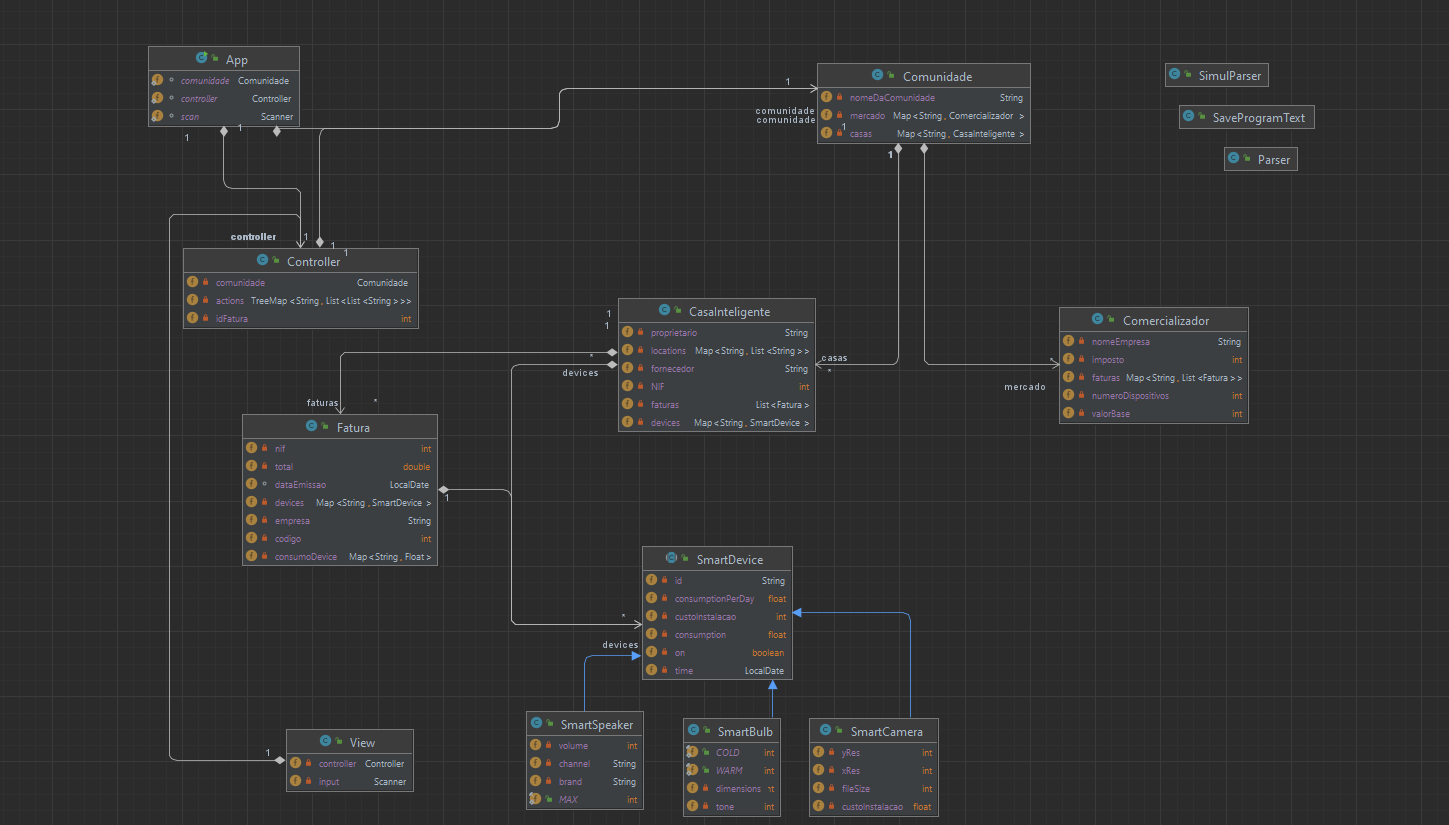 App
comunidade Comunidade
controller Controller
scan Scanner
1
1
1
comunidade
comunidade
Comunidade
nomeDaComunidade String
mercado Map<String, Comercializador >
casas Map<String, CasaInteligente >
1
1
SimulParser
SaveProgramText
Parser
controller
1
1
1
Controller
comunidade Comunidade
actions TreeMap<String, List<List<String>>>
idFatura int
1
1
CasaInteligente
proprietario String
locations Map<String, List<String>>
fornecedor String
NIF int
faturas List<Fatura>
devices Map<String, SmartDevice >
*
devices
casas
*
*
mercado
Comercializador
nomeEmpresa String
imposto int
faturas Map<String, List<Fatura>>
numeroDispositivos int
valorBase int
faturas
*
Fatura
nif int
total double
dataEmissao LocalDate
devices Map<String, SmartDevice >
empresa String
codigo int
consumoDevice Map<String, Float>
1
SmartDevice
id String
consumptionPerDay float
custoInstalacao int
consumption float
on boolean
time LocalDate
*
devices
SmartSpeaker
volume int
channel String
brand String
MAX int
SmartBulb
COLD int
WARM int
dimensions int
tone int
SmartCamera
yRes int
xRes int
fileSize int
custoInstalacao float
1
View
controller Controller
input Scanner